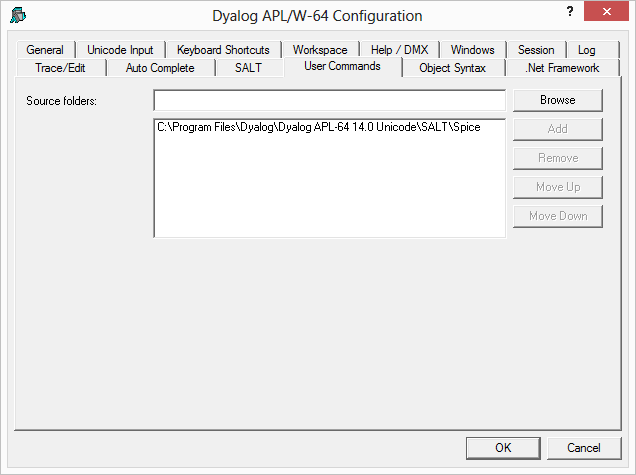 Dyalog APL/W-64 Configuration ?
General Unicode Input Keyboard Shortcuts Workspace Help / DMX Windows Session Log
Trace/Edit Auto Complete SALT User Commands Object Syntax .Net Framework
Source folders: Browse
C:\Program Files\Dyalog\Dyalog APL-64 14.0 Unicode\SALT\Spice Add
Remove
Move Up
Move Down
OK Cancel